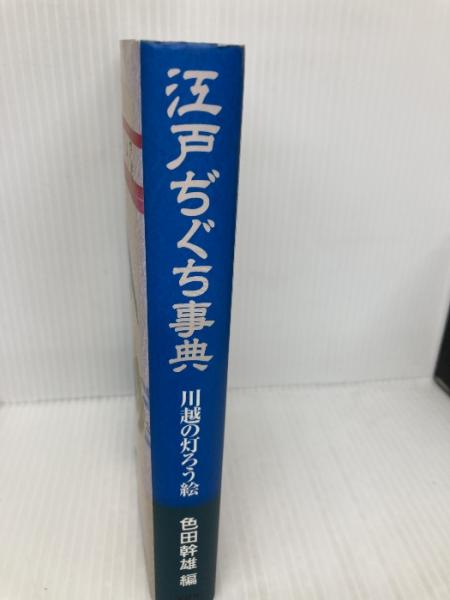 江戸ぢぐち事典
川越の灯ろう絵
色田幹雄 編